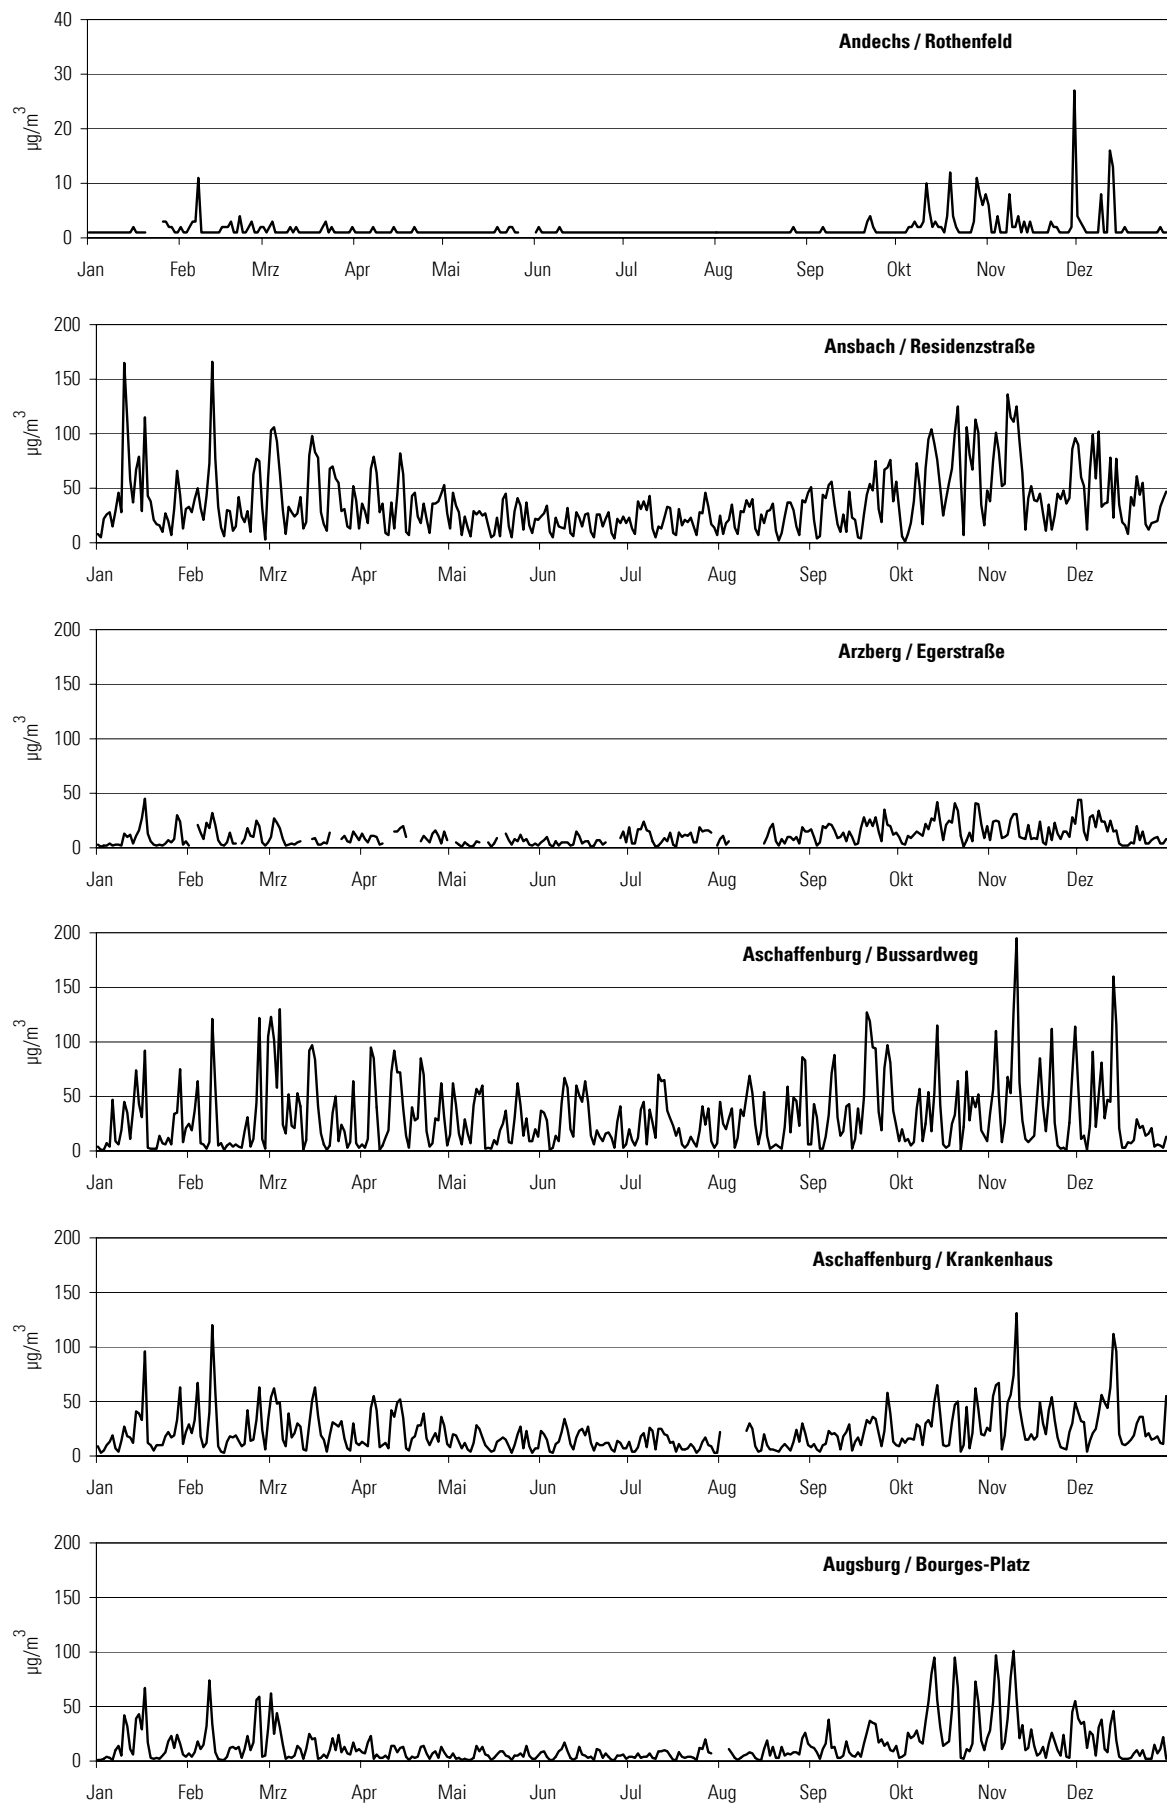 40
Andechs / Rothenfeld
30
µg/m³
20
10
0
Jan Feb Mrz Apr Mai Jun Jul Aug Sep Okt Nov Dez
200
Ansbach / Residenzstraße
150
µg/m³
100
50
0
Jan Feb Mrz Apr Mai Jun Jul Aug Sep Okt Nov Dez
200
Arzberg / Egerstraße
150
µg/m³
100
50
0
Jan Feb Mrz Apr Mai Jun Jul Aug Sep Okt Nov Dez
200
Aschaffenburg / Bussardweg
150
µg/m³
100
50
0
Jan Feb Mrz Apr Mai Jun Jul Aug Sep Okt Nov Dez
200
Aschaffenburg / Krankenhaus
150
µg/m³
100
50
0
Jan Feb Mrz Apr Mai Jun Jul Aug Sep Okt Nov Dez
200
Augsburg / Bourges-Platz
150
µg/m³
100
50
0
Jan Feb Mrz Apr Mai Jun Jul Aug Sep Okt Nov Dez